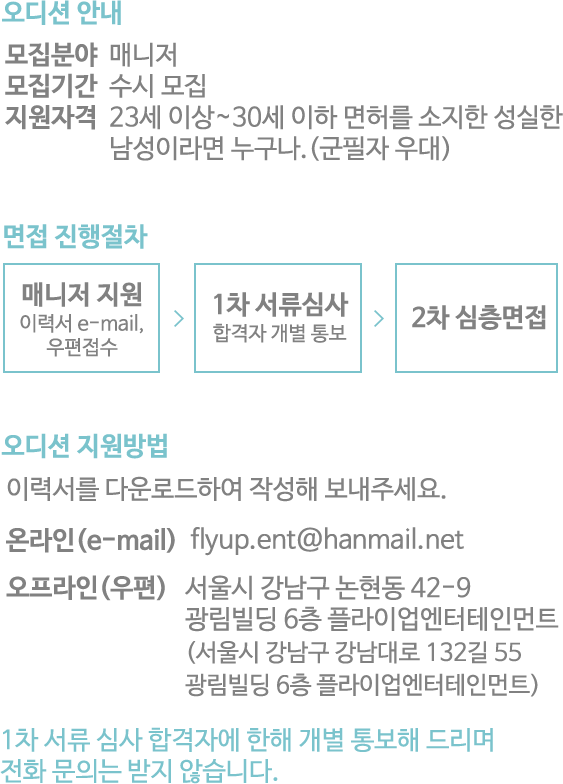 오디션 안내
모집분야 매니저
모집기간 수시 모집
지원자격 23세 이상~30세 이하 면허를 소지한 성실한
남성이라면 누구나. (군필자 우대)
면접 진행절차
매니저 지원
이력서 e-mail,
우편접수
>
1차 서류심사
합격자 개별 통보
>
2차 심층면접
오디션 지원방법
이력서를 다운로드하여 작성해 보내주세요.
온라인(e-mail) flyup.ent@hanmail.net
오프라인(우편) 서울시 강남구 논현동 42-9
광림빌딩 6층 플라이업엔터테인먼트
(서울시 강남구 강남대로 132길 55
광림빌딩 6층 플라이업엔터테인먼트)
1차 서류 심사 합격자에 한해 개별 통보해 드리며
전화 문의는 받지 않습니다.